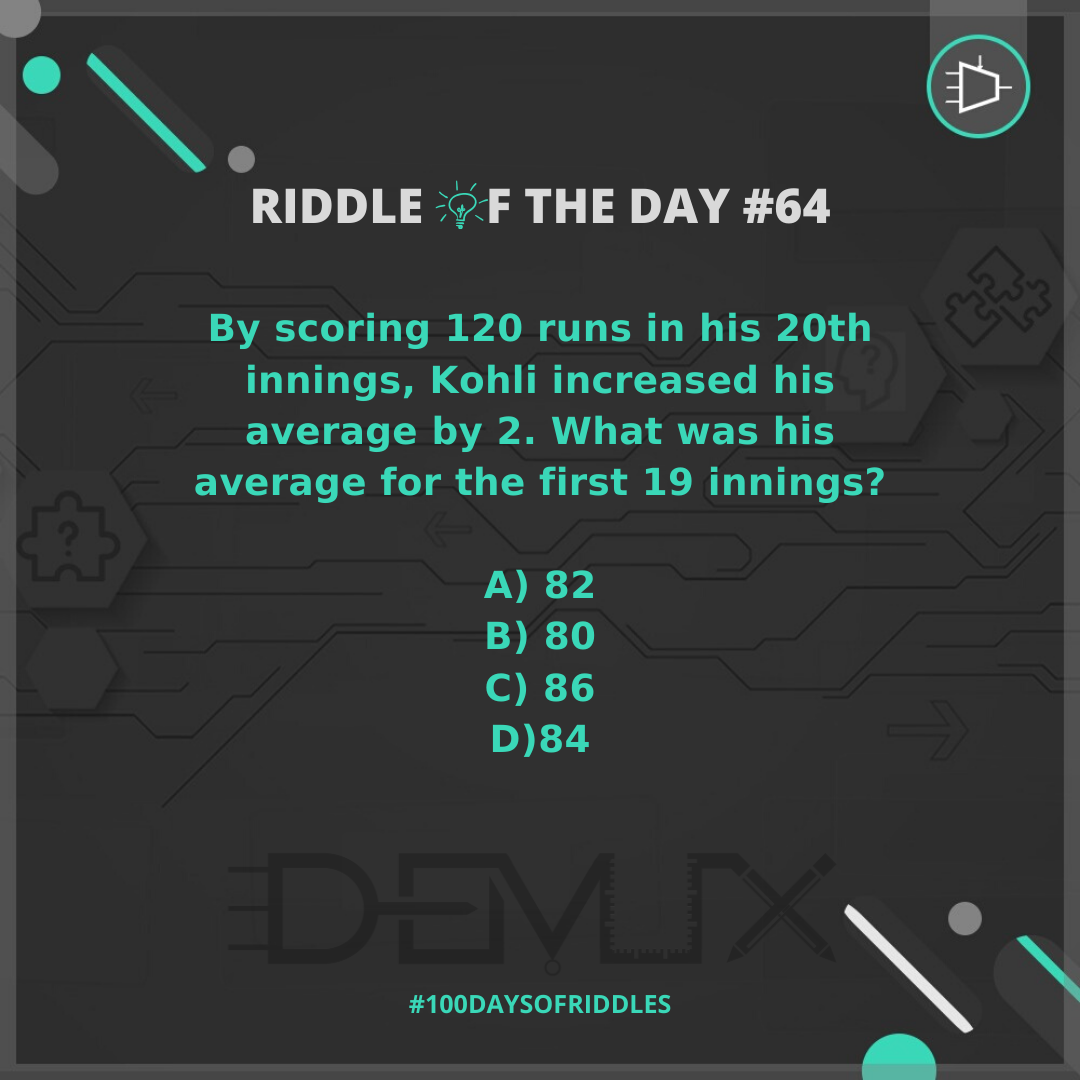 RIDDLE OF THE DAY #64
By scoring 120 runs in his 20th
innings, Kohli increased his
average by 2. What was his
average for the first 19 innings?
A) 82
B) 80
C) 86
D)84
DEMUX
#100DAYSOFRIDDLES